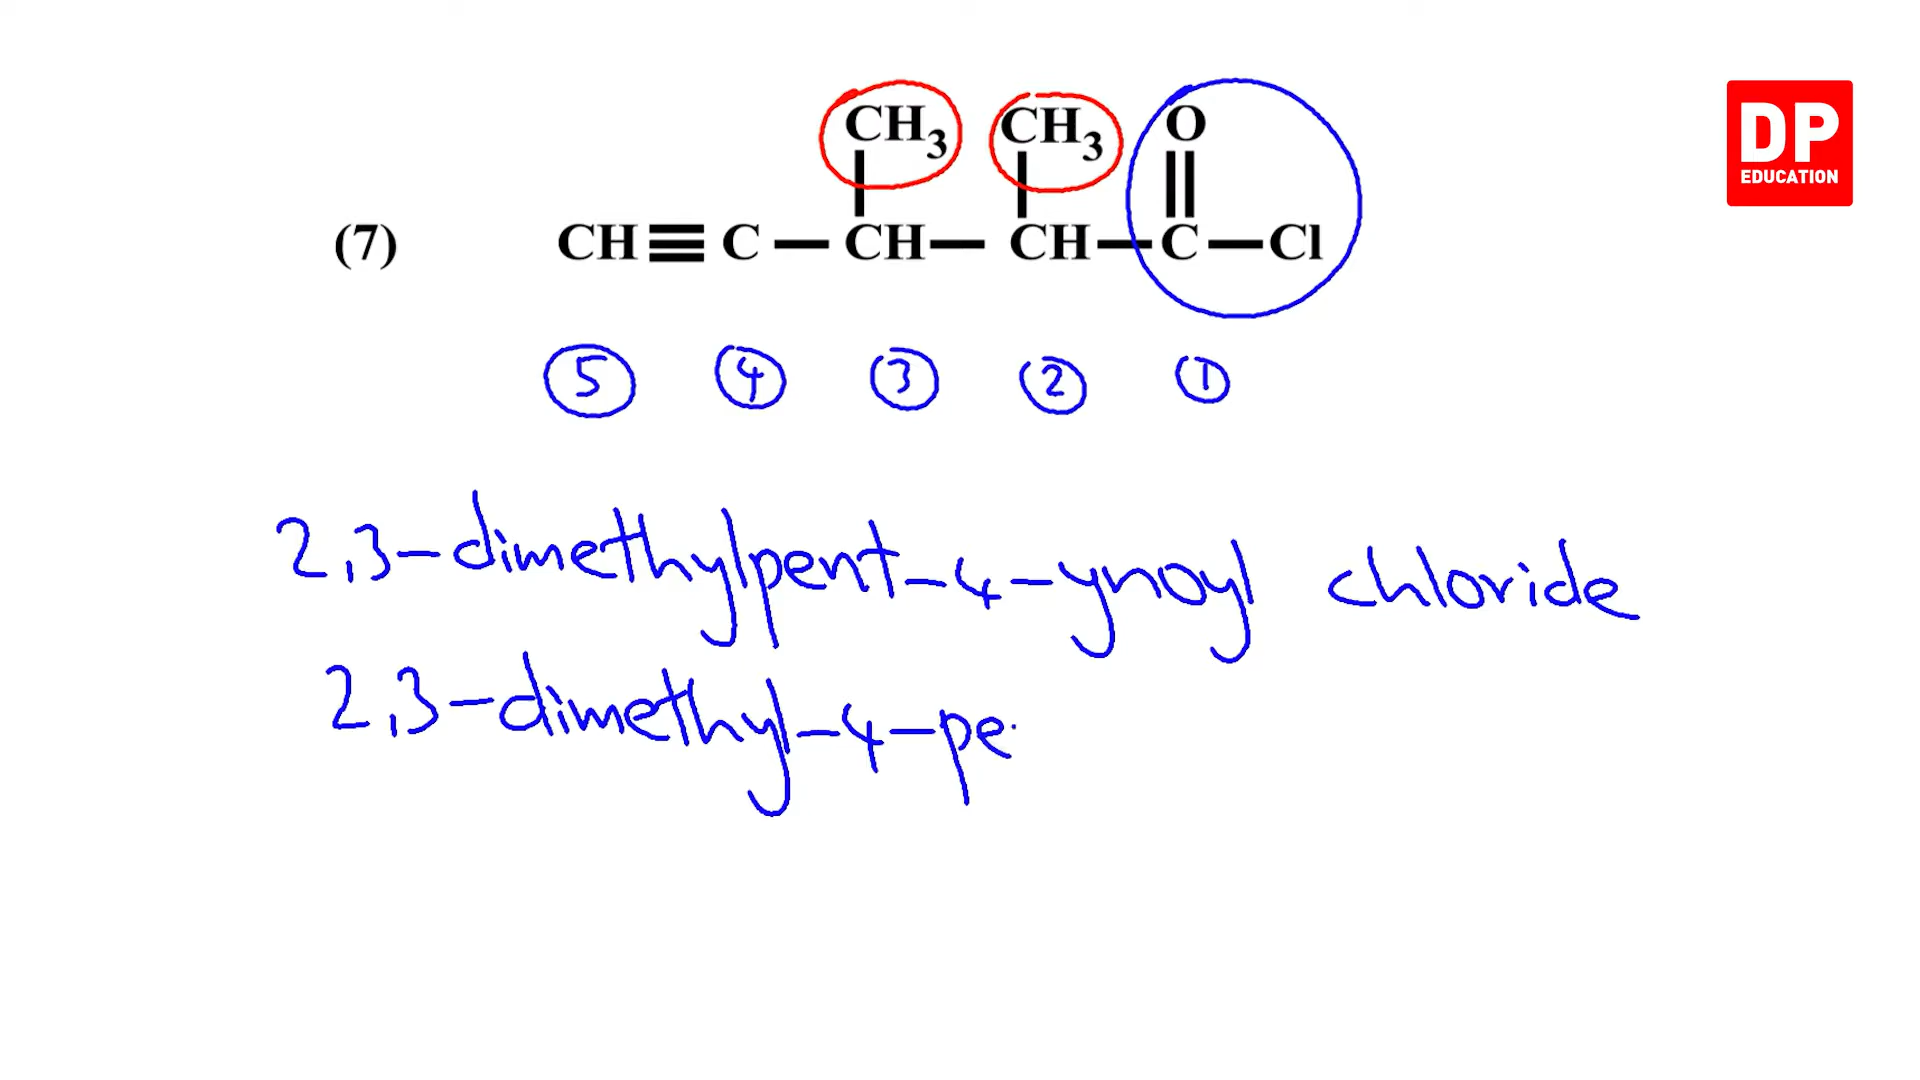 CH3 CH3 O
(7) CH≡C—CH—CH—C—Cl
5 4 3 2 1
2,3-dimethylpent-4-ynoyl chloride
2,3-dimethyl-4-pe
DP
EDUCATION